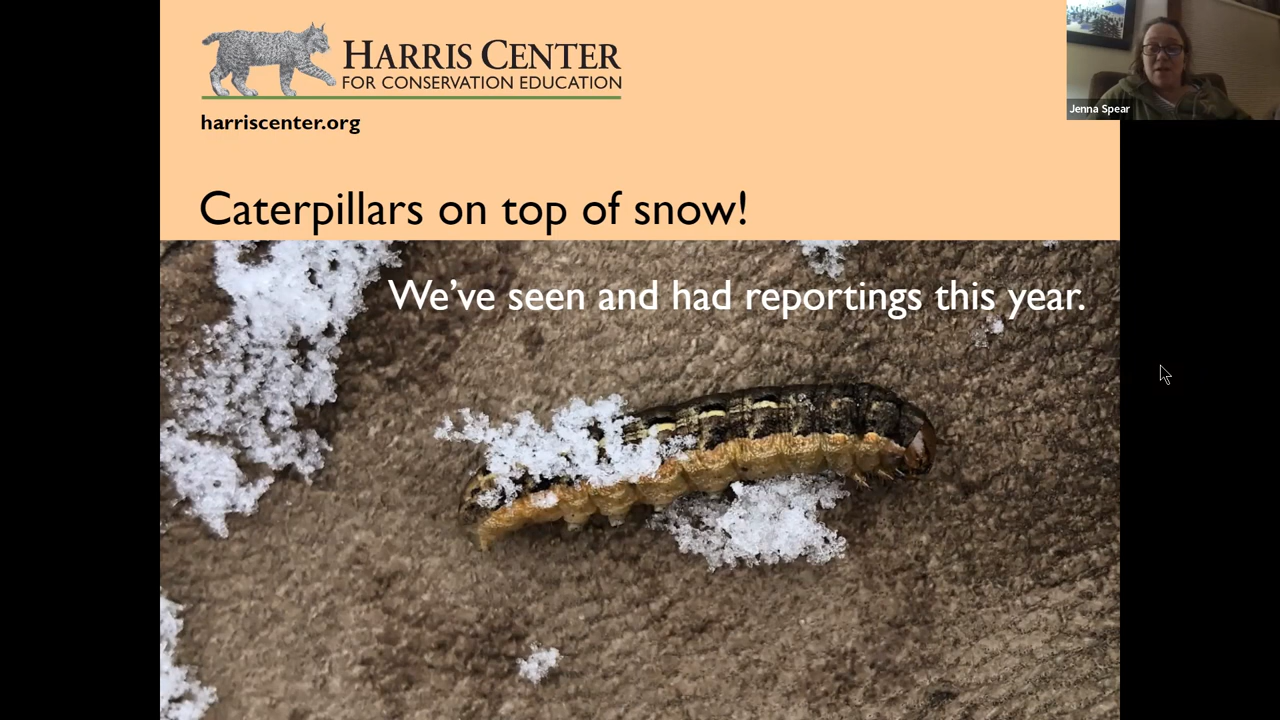 HARRIS CENTER
FOR CONSERVATION EDUCATION
harriscenter.org
Jenna Spear
Caterpillars on top of snow!
We've seen and had reportings this year.